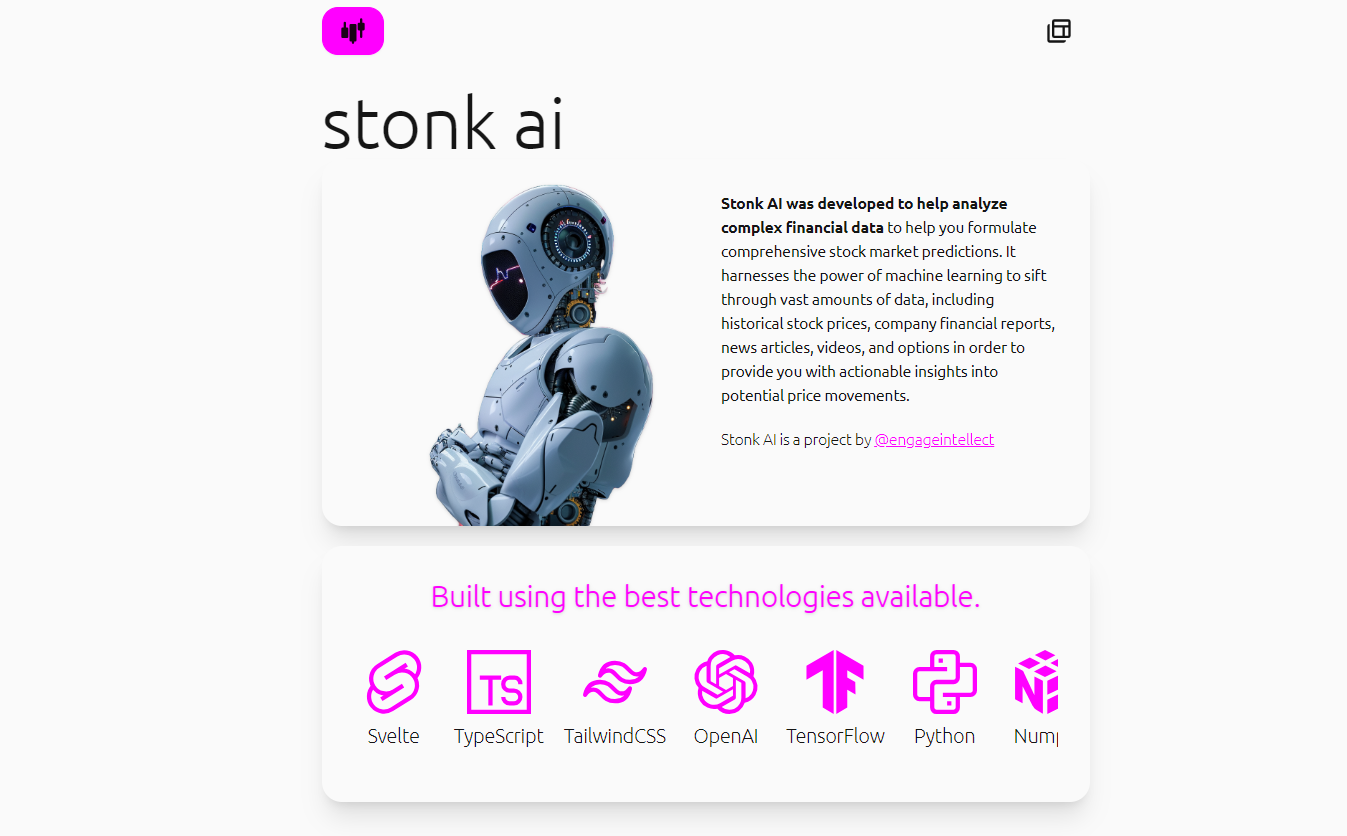 stonk ai
Stonk AI was developed to help analyze
complex financial data to help you formulate
comprehensive stock market predictions. It
harnesses the power of machine learning to sift
through vast amounts of data, including
historical stock prices, company financial reports,
news articles, videos, and options in order to
provide you with actionable insights into
potential price movements.
Stonk AI is a project by @engageintellect
Built using the best technologies available.
TS
Svelte TypeScript TailwindCSS OpenAI TensorFlow Python Num